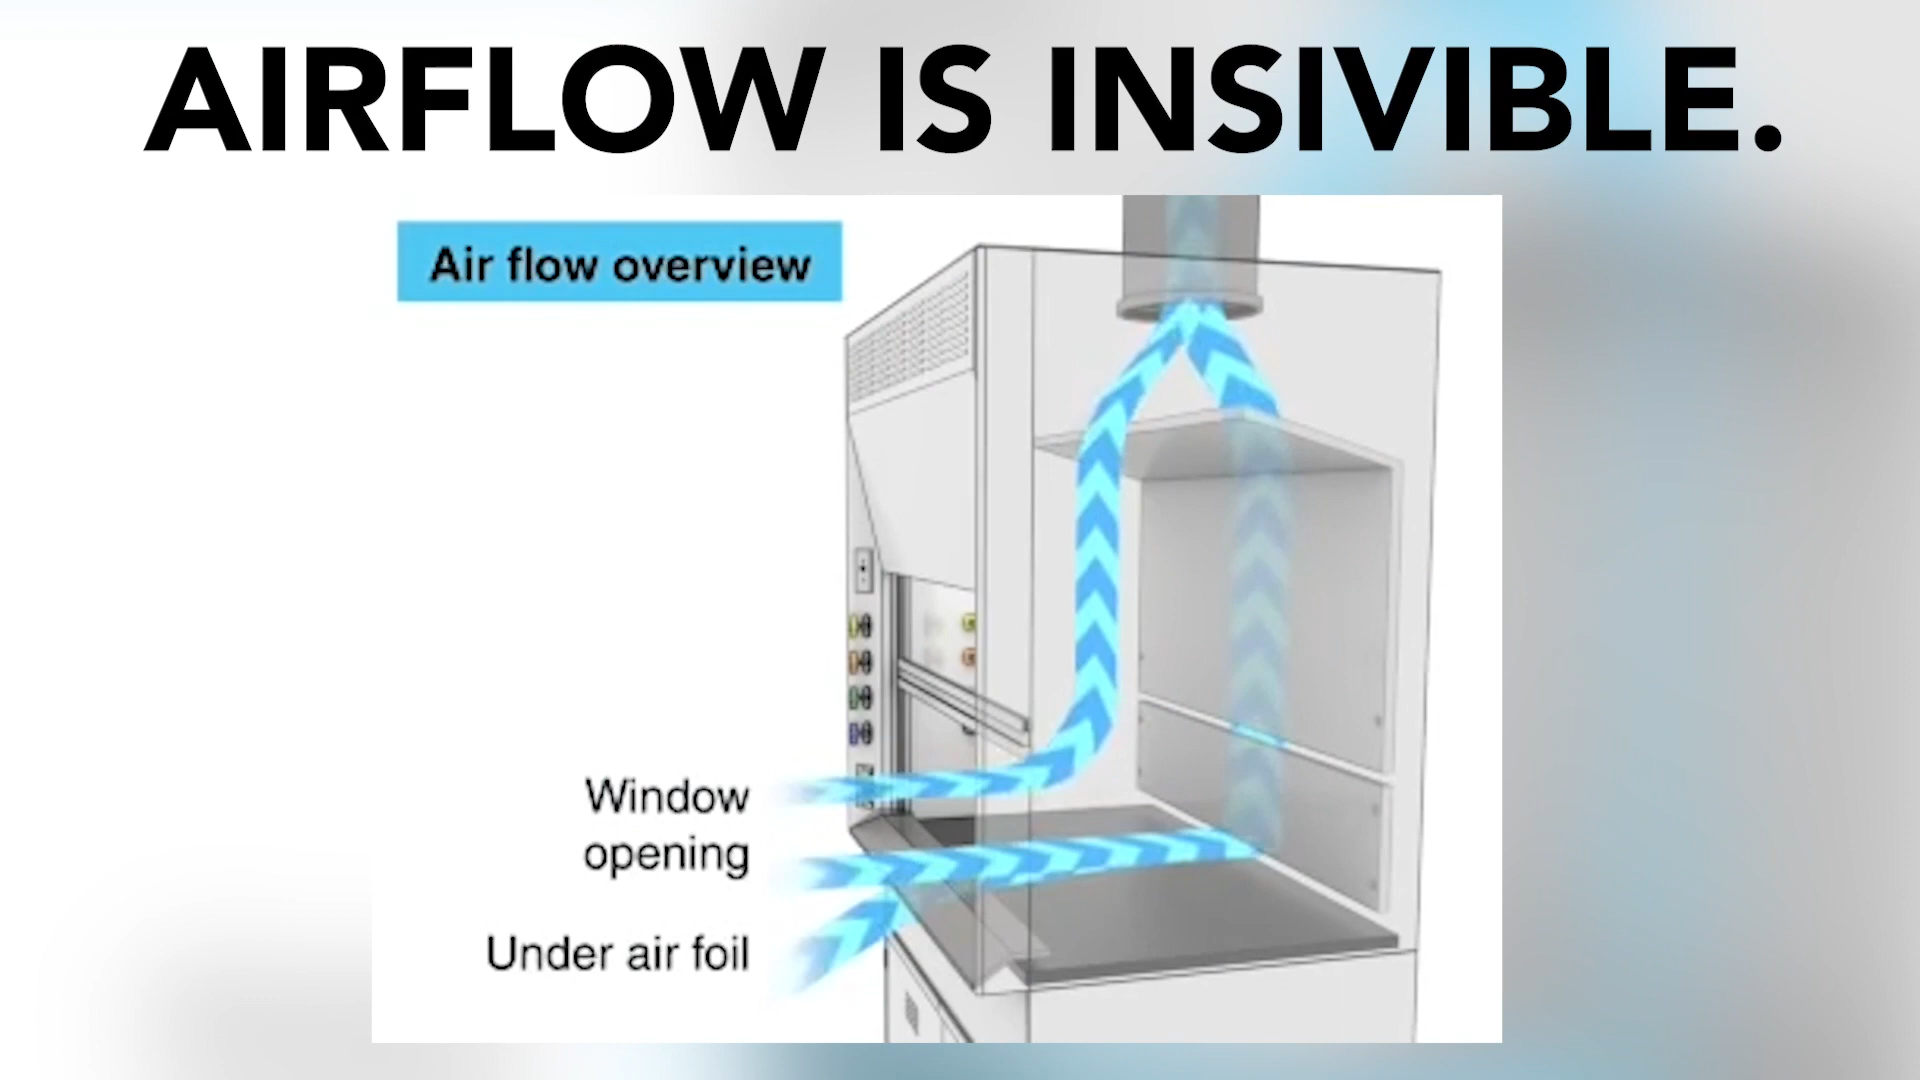 AIRFLOW IS INSIVIBLE.
Air flow overview
Window
opening
Under air foil